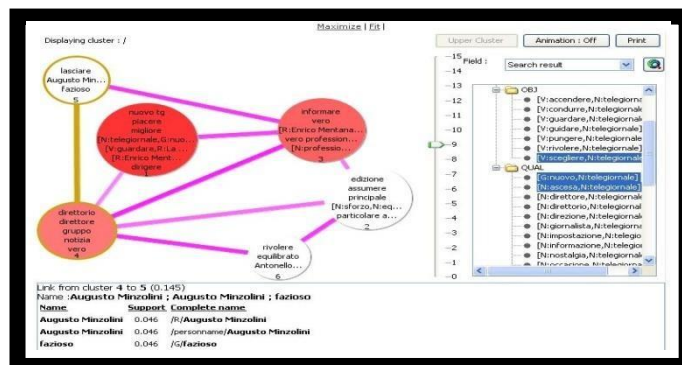 Maximize | Fit |
Displaying cluster : /
Upper Cluster
Animation : Off
Print
lasciare
Augusto Min...
fazioso
5
nuovo tg
piacere
migliore
[N:telegiornale,G:nuo...
[V:guardare,R:La...
[R:Enrico Ment...
dirigere
1
informare
vero
[R:Enrico Mentana...
vero profession...
[N:professio...
3
edizione
assumere
principale
[N:sforzo,N:eq...
particolare a...
2
direttorio
direttore
gruppo
notizia
vero
4
rivolere
equilibrato
Antonello...
6
15
14
13
12
11
10
9
8
7
6
5
4
3
2
1
0
Field :
Search result
OBJ
[V:accendere,N:telegiorna
[V:condurre,N:telegiornal
[V:guardare,N:telegiornal
[V:guidare,N:telegiornale]
[V:pungere,N:telegiornale]
[V:rivolere,N:telegiornale]
[V:scegliere,N:telegiornal
QUAL
[G:nuovo,N:telegiornale]
[N:ascesa,N:telegiornale]
[N:direttore,N:telegiornal
[N:direzione,N:telegiornal
[N:giornalista,N:telegiorna
[N:impostazione,N:telegio
[N:informazione,N:telegior
[N:nostalgia,N:telegiornal
[N:occasione,N:telegiornal
Link from cluster 4 to 5 (0.145)
Name :Augusto Minzolini ; Augusto Minzolini ; fazioso
Name Support Complete name
Augusto Minzolini 0.046 /R/Augusto Minzolini
Augusto Minzolini 0.046 /personname/Augusto Minzolini
fazioso 0.046 /G/fazioso